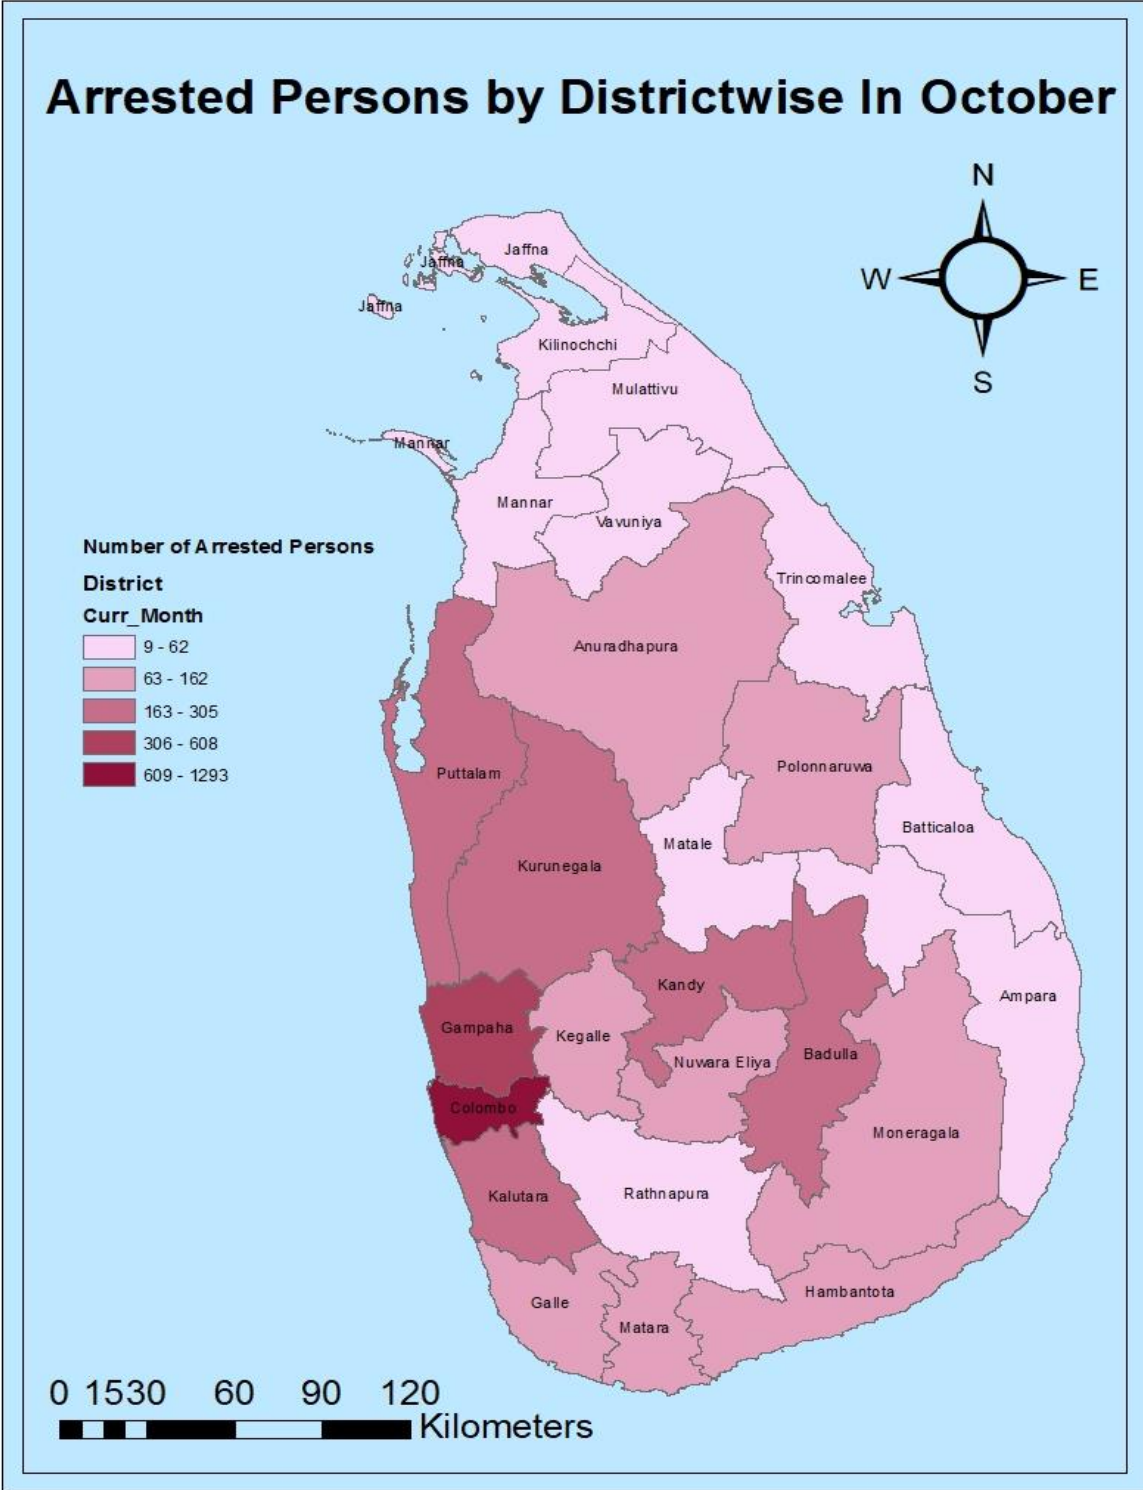 Arrested Persons by Districtwise In October
N
W E
S
Jaffna
Jaffna
Jaffna
Kilinochchi
Mulattivu
Mannar
Mannar
Vavuniya
Number of Arrested Persons
District
Curr_Month
9 - 62
63 - 162
163 - 305
306 - 608
609 - 1293
Trincomalee
Anuradhapura
Puttalam
Polonnaruwa
Batticaloa
Matale
Kurunegala
Kandy
Ampara
Gampaha
Kegalle
Nuwara Eliya
Badulla
Colombo
Moneragala
Kalutara
Rathnapura
Galle
Matara
Hambantota
0 15 30 60 90 120
Kilometers